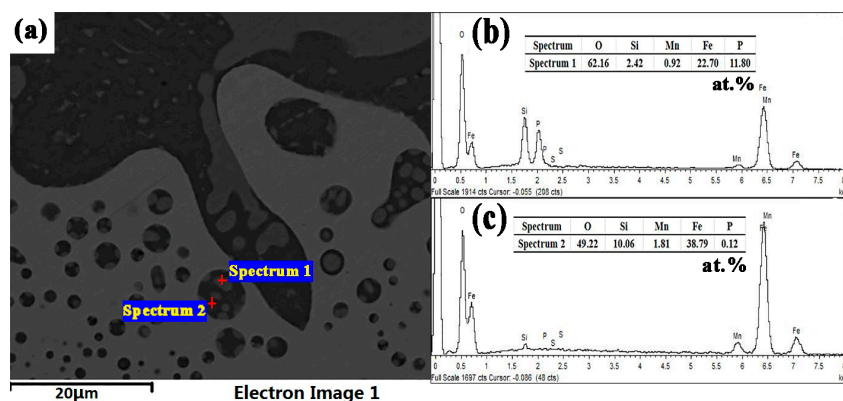 (a)
Spectrum 1
Spectrum 2
20μm
Electron Image 1
(b)
Spectrum O Si Mn Fe P
Spectrum 1 62.16 2.42 0.92 22.70 11.80
at.%
O
Fe
Si
P
P
S
S
Mn
Fe
Mn
Fe
0.5 1 1.5 2 2.5 3 3.5 4 4.5 5 5.5 6 6.5 7 7.5 8
Full Scale 1914 cts Cursor: -0.055 (208 cts)
(c)
Spectrum O Si Mn Fe P
Spectrum 2 49.22 10.06 1.81 38.79 0.12
at.%
O
Fe
Si
P
S
S
Mn
Mn
Fe
Fe
0.5 1 1.5 2 2.5 3 3.5 4 4.5 5 5.5 6 6.5 7 7.5 8
Full Scale 1697 cts Cursor: -0.086 (48 cts)